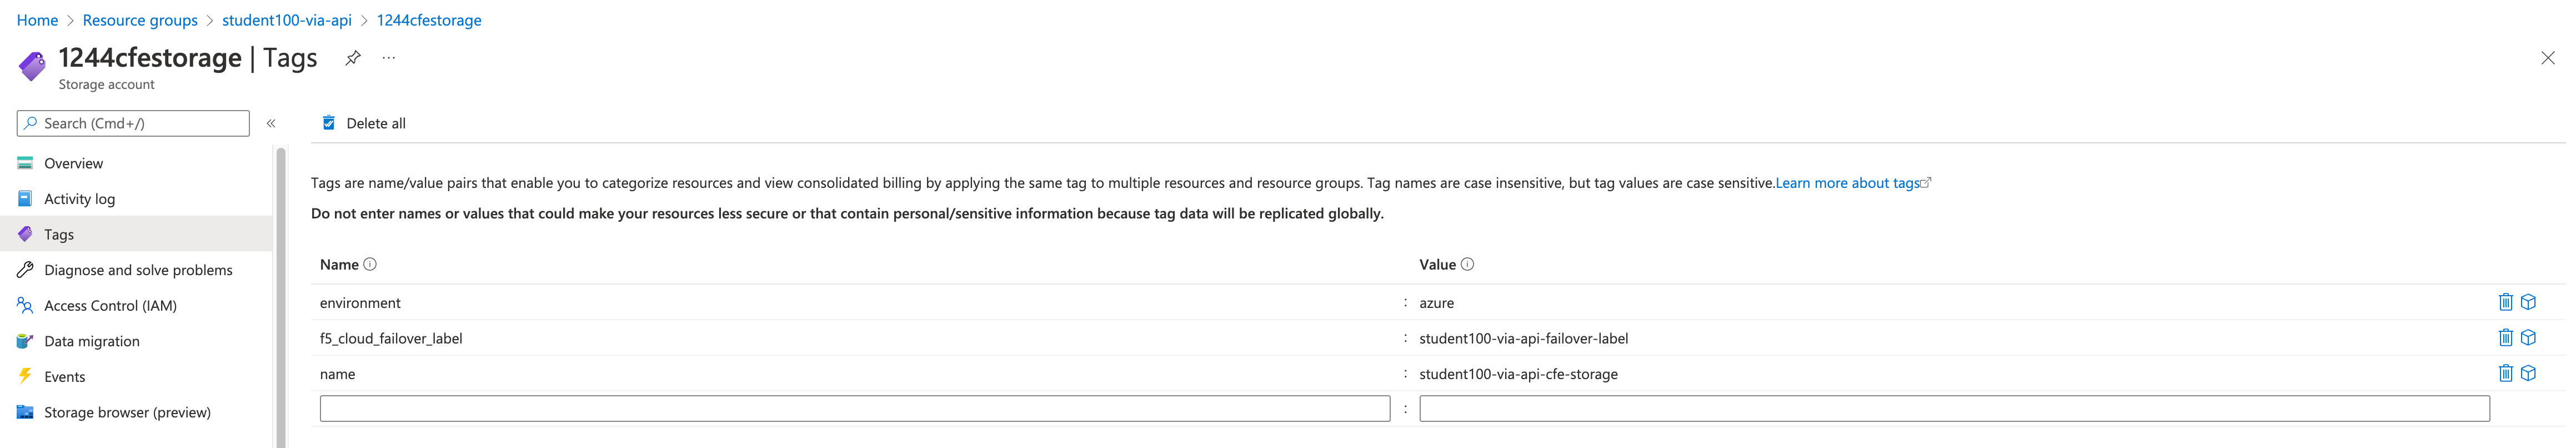 Home > Resource groups > student100-via-api > 1244cfestorage
1244cfestorage | Tags ...
Storage account
Search (Cmd+/) «
Delete all
Overview
Activity log
Tags
Diagnose and solve problems
Access Control (IAM)
Data migration
Events
Storage browser (preview)
Tags are name/value pairs that enable you to categorize resources and view consolidated billing by applying the same tag to multiple resources and resource groups. Tag names are case insensitive, but tag values are case sensitive.Learn more about tags
Do not enter names or values that could make your resources less secure or that contain personal/sensitive information because tag data will be replicated globally.
Name Value
environment : azure
f5_cloud_failover_label : student100-via-api-failover-label
name : student100-via-api-cfe-storage
: